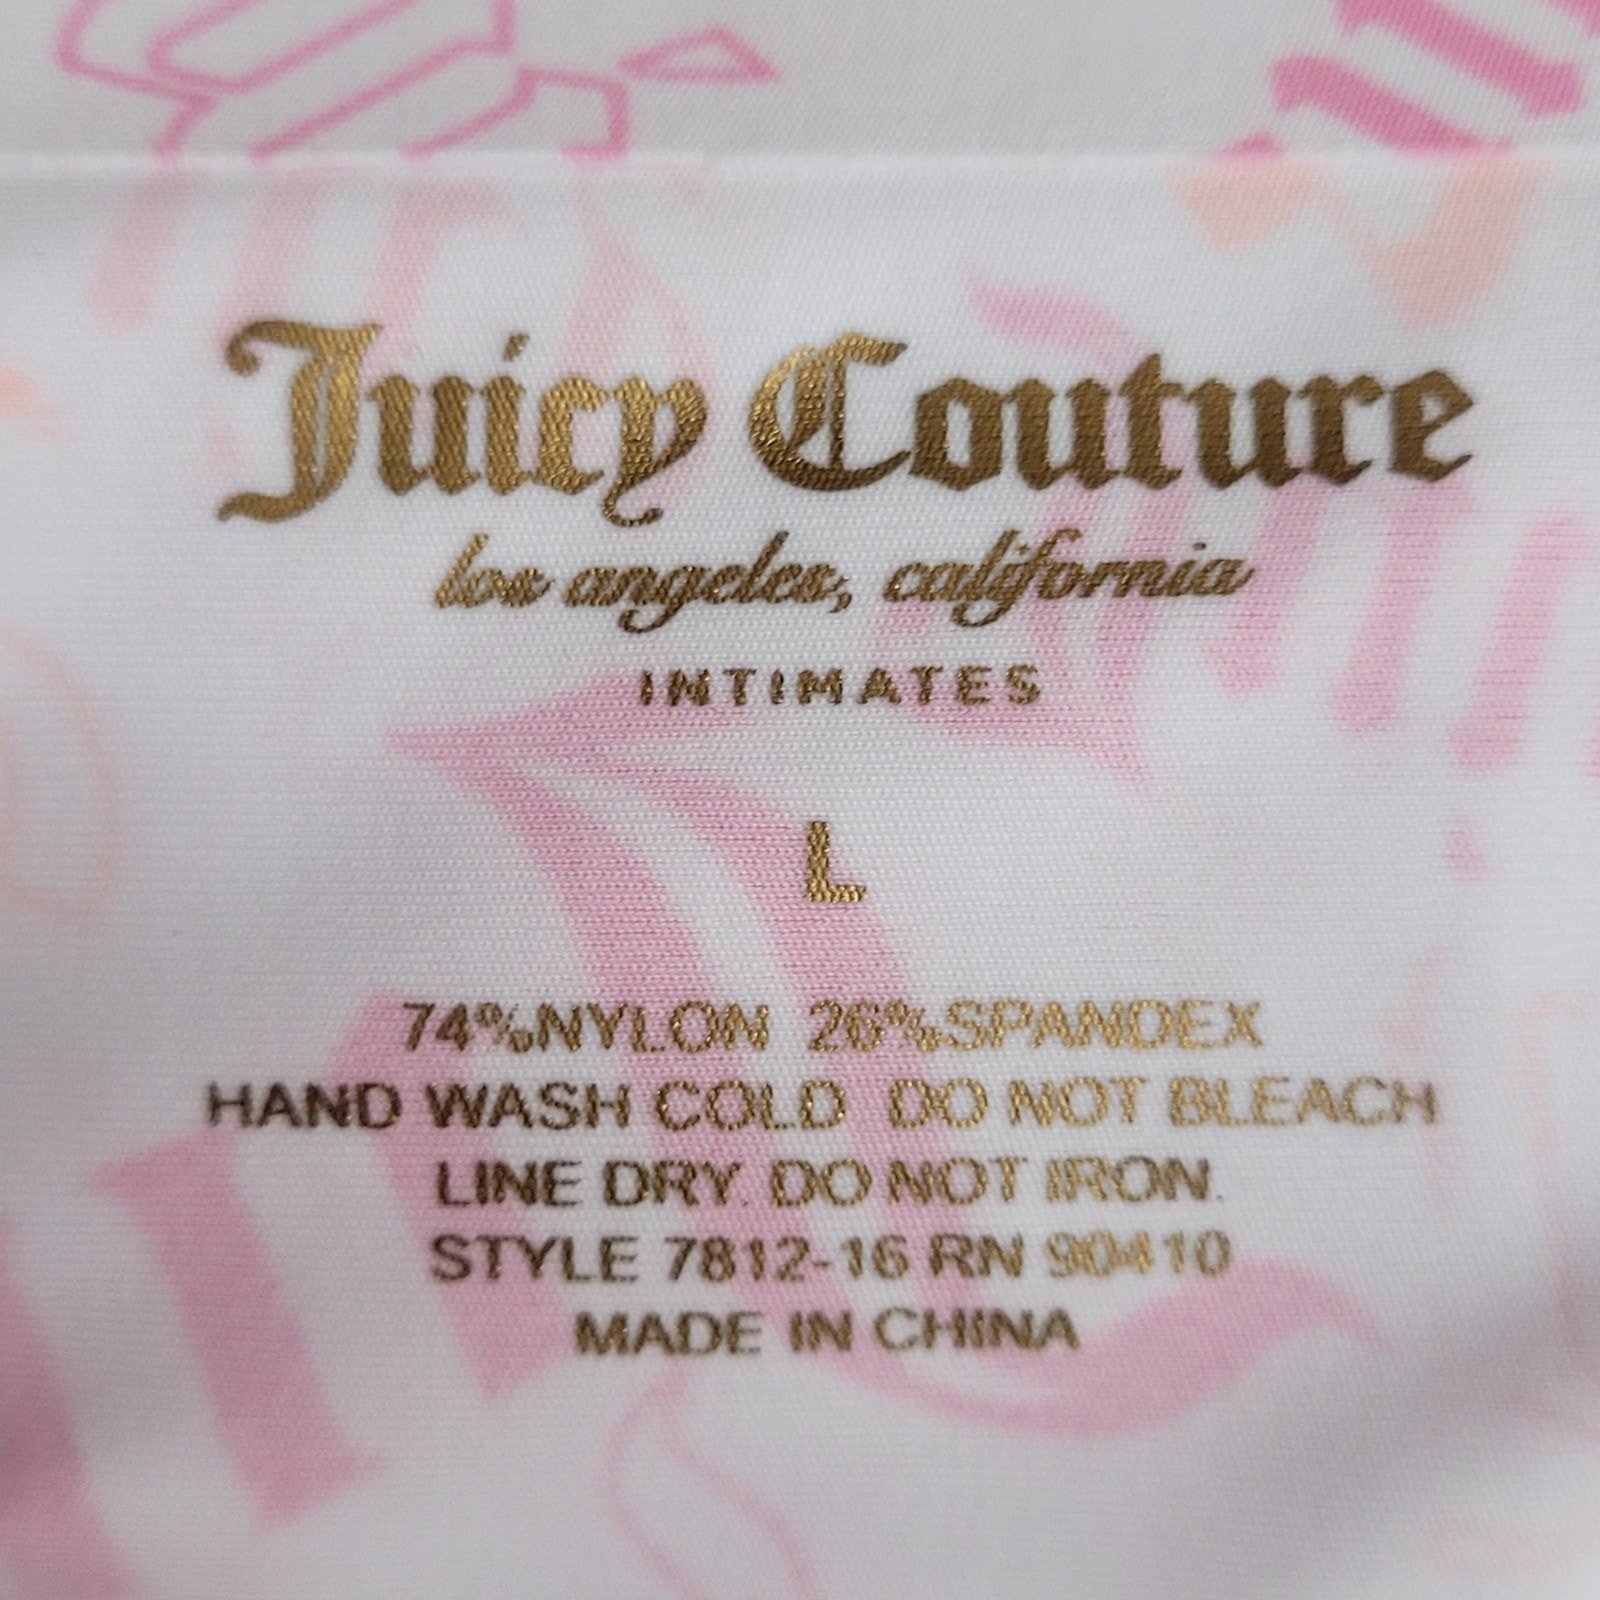 Juicy Couture
los angeles, california
INTIMATES
L
74%NYLON 26%SPANDEX
HAND WASH COLD DO NOT BLEACH
LINE DRY. DO NOT IRON.
STYLE 7812-16 RN 90410
MADE IN CHINA